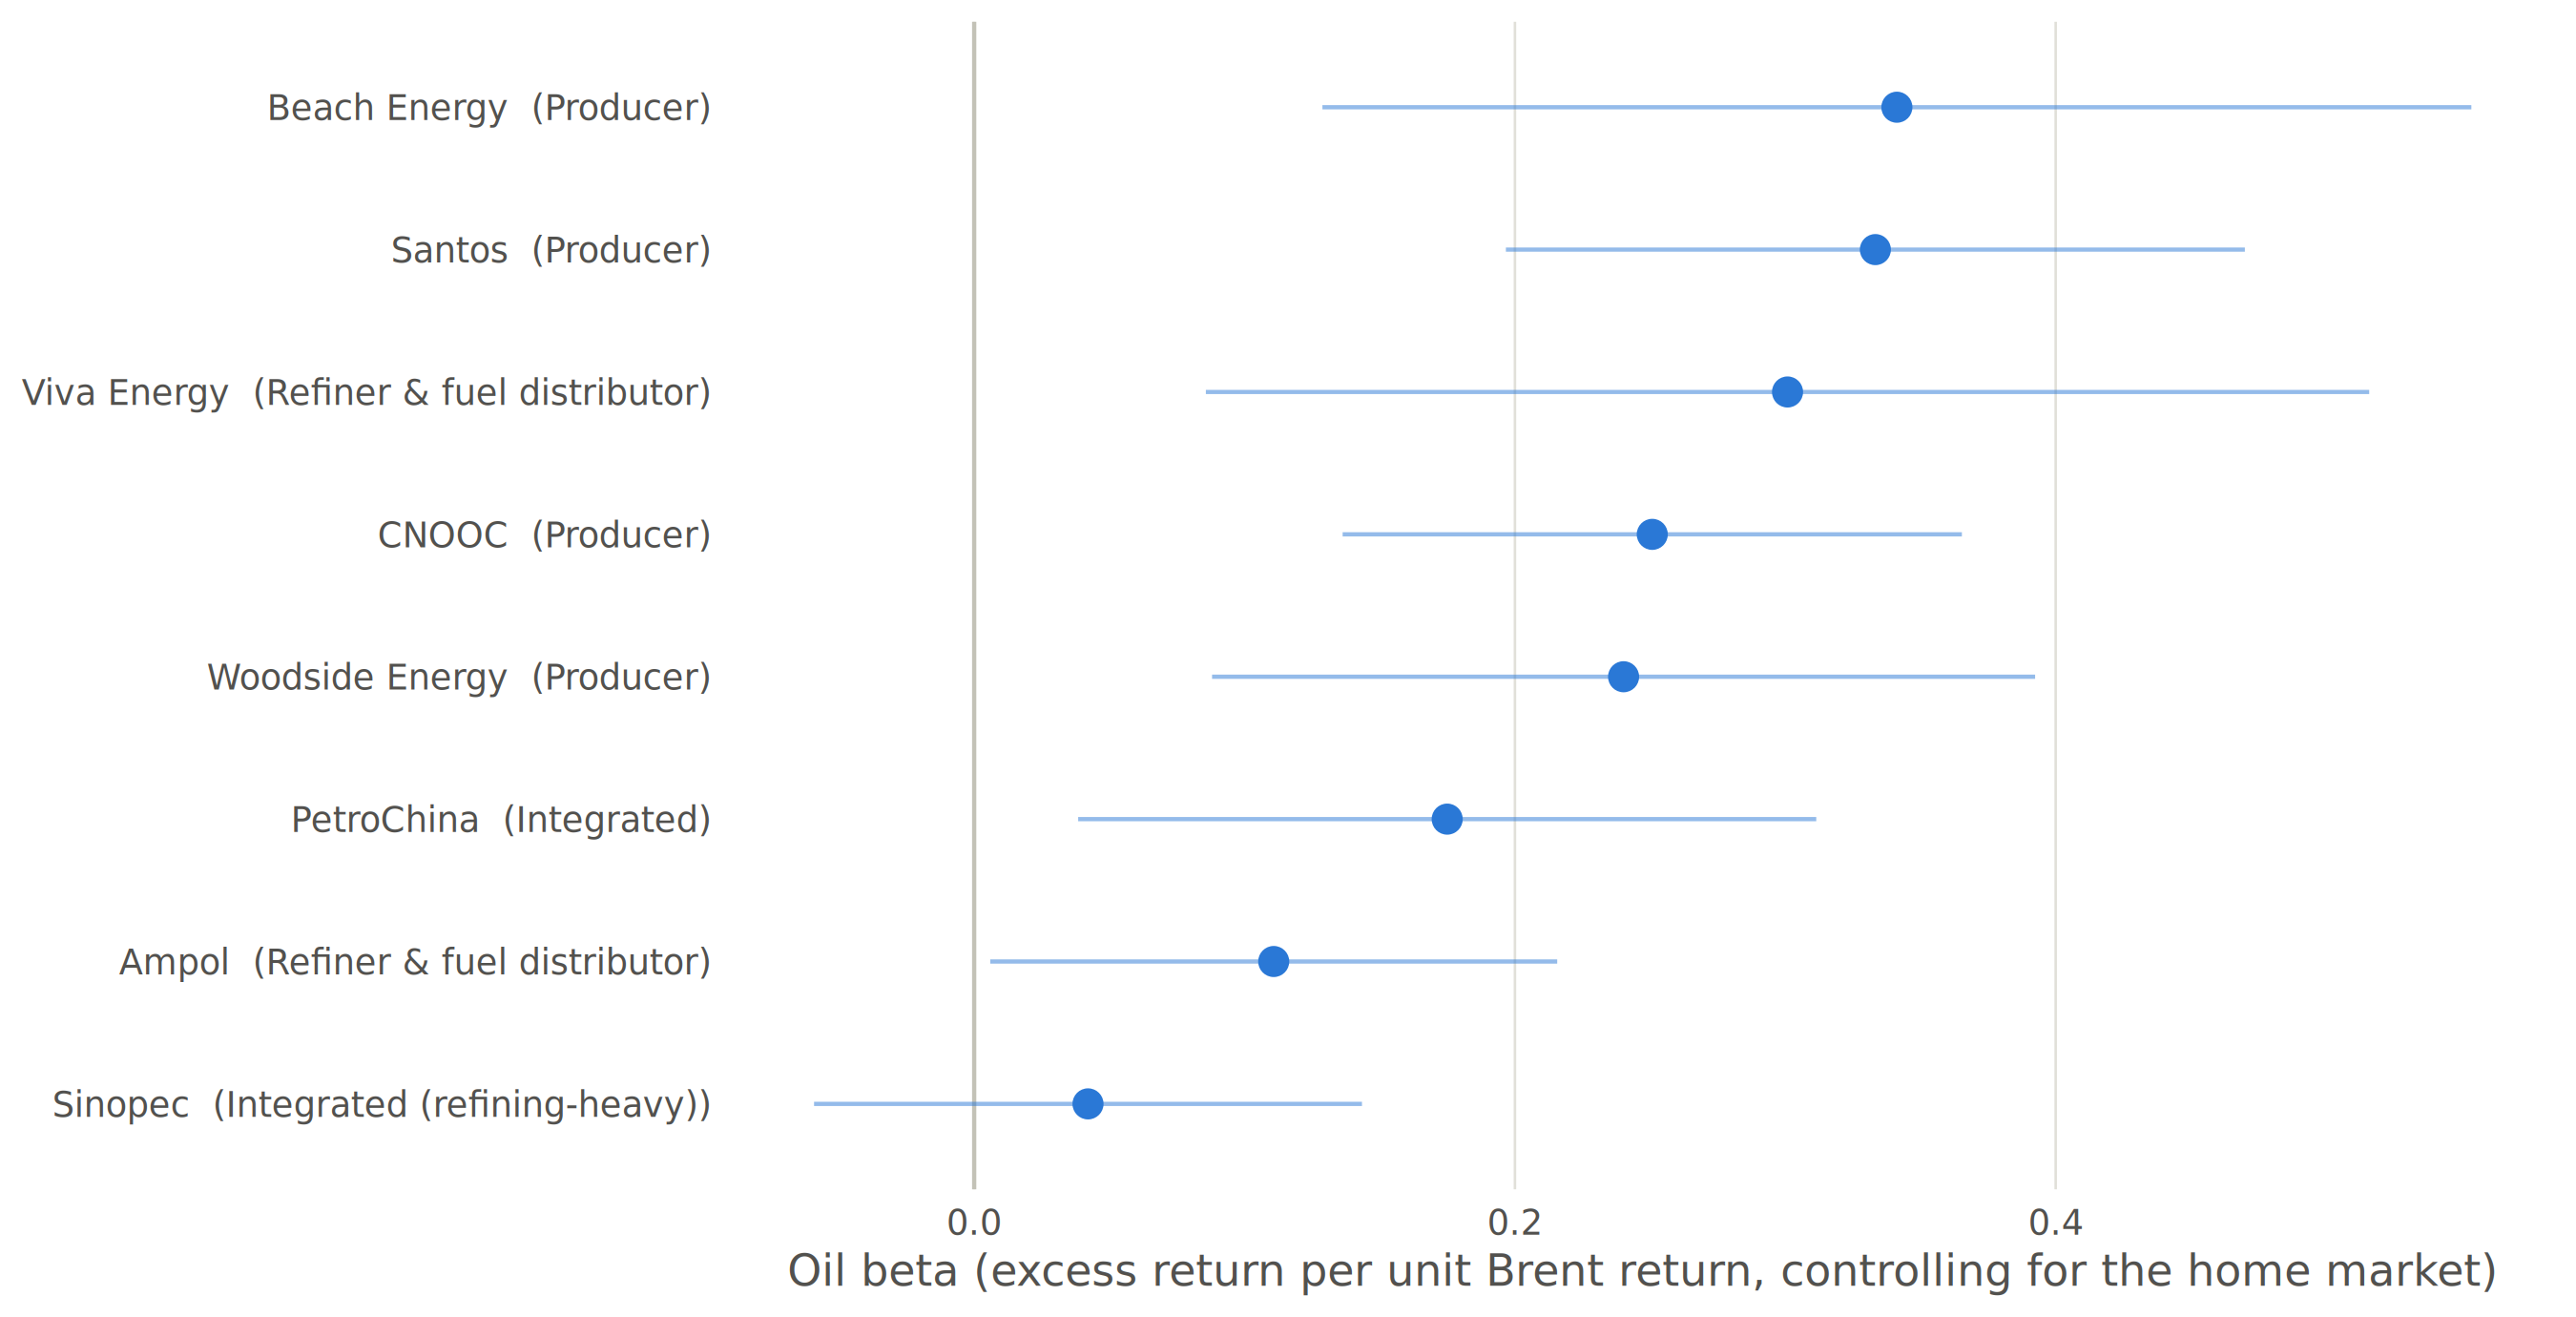 Beach Energy (Producer)
Santos (Producer)
Viva Energy (Refiner & fuel distributor)
CNOOC (Producer)
Woodside Energy (Producer)
PetroChina (Integrated)
Ampol (Refiner & fuel distributor)
Sinopec (Integrated (refining-heavy))
0.0 0.2 0.4
Oil beta (excess return per unit Brent return, controlling for the home market)